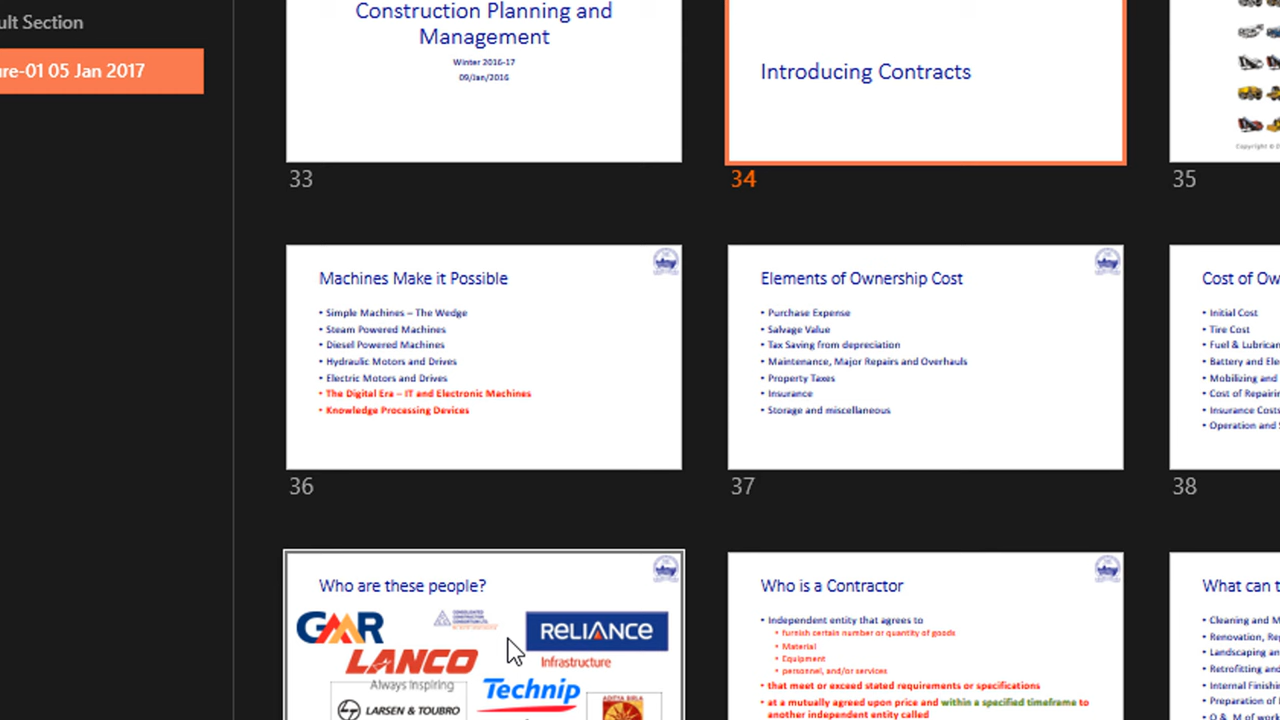 ult Section
ure-01 05 Jan 2017
Construction Planning and
Management
Winter 2016-17
09/Jan/2016
33
Introducing Contracts
34
35
Machines Make it Possible
• Simple Machines – The Wedge
• Steam Powered Machines
• Diesel Powered Machines
• Hydraulic Motors and Drives
• Electric Motors and Drives
• The Digital Era – IT and Electronic Machines
• Knowledge Processing Devices
36
Elements of Ownership Cost
• Purchase Expense
• Salvage Value
• Tax Saving from depreciation
• Maintenance, Major Repairs and Overhauls
• Property Taxes
• Insurance
• Storage and miscellaneous
37
Cost of Ow
• Initial Cost
• Tire Cost
• Fuel & Lubrican
• Battery and Ele
• Mobilizing and
• Cost of Repairin
• Insurance Costs
• Operation and S
38
Who are these people?
GMR
CONSOLIDATED
CONSTRUCTION
RELIANCE
Infrastructure
LANCO
Always Inspiring
LARSEN & TOUBRO
Technip
ADITYA BIRLA
Who is a Contractor
• Independent entity that agrees to
• furnish certain number or quantity of goods
• Material
• Equipment
• personnel, and/or services
• that meet or exceed stated requirements or specifications
• at a mutually agreed upon price and within a specified timeframe to
another independent entity called
What can t
• Cleaning and M
• Renovation, Rep
• Landscaping an
• Retrofitting and
• Internal Finishin
• Preparation of
• O & M of wor